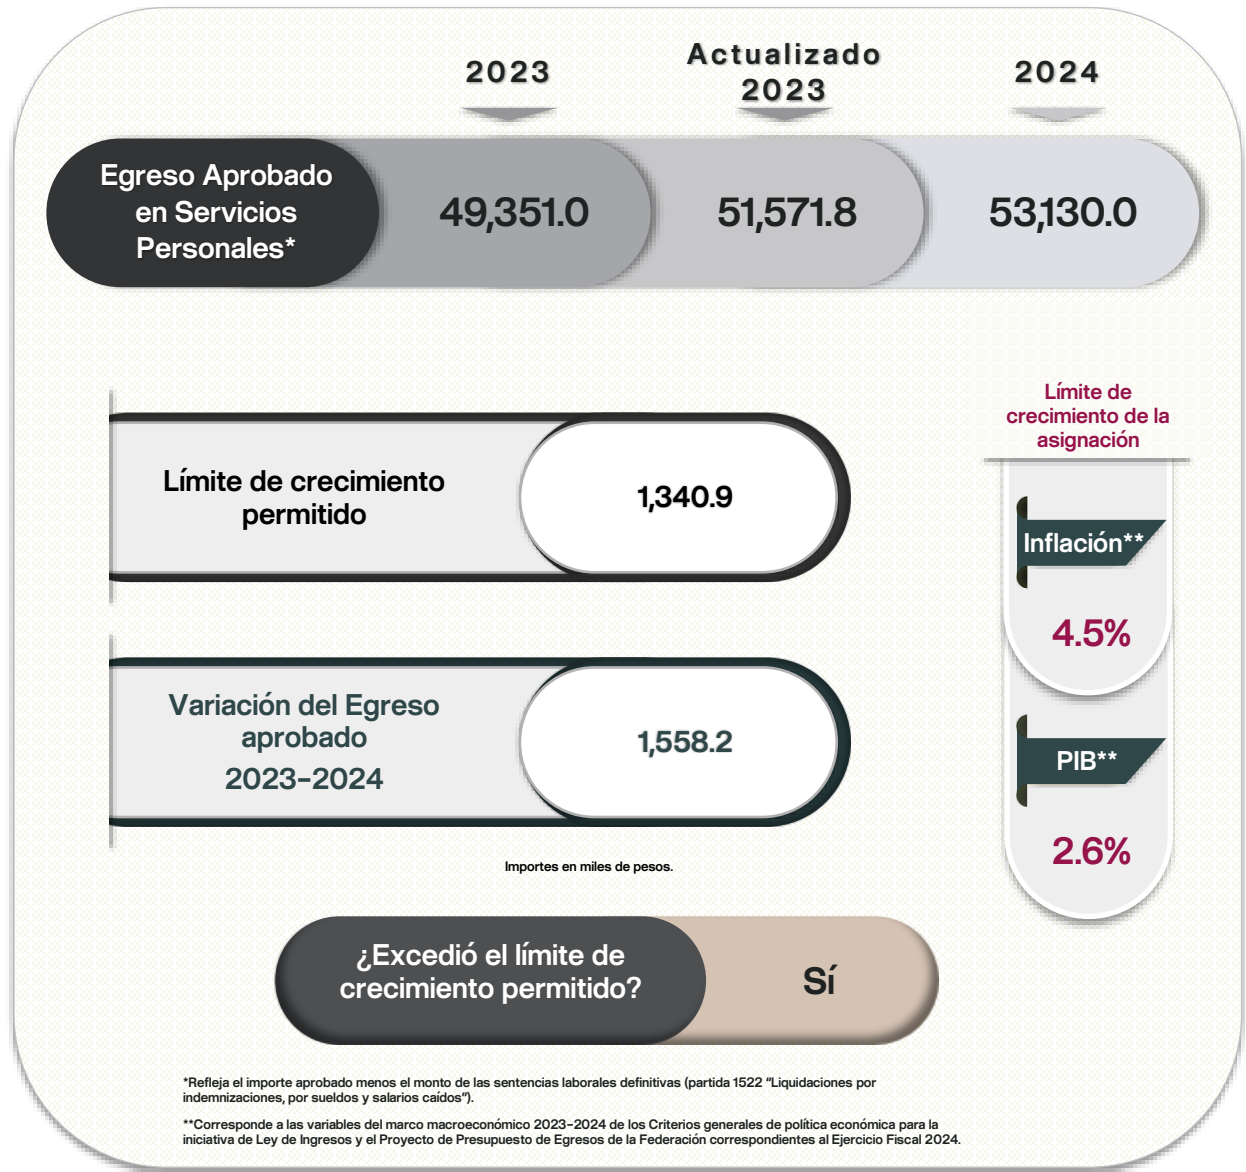 2023
Actualizado
2023
2024
Egreso Aprobado
en Servicios
Personales*
49,351.0
51,571.8
53,130.0
Límite de crecimiento
permitido
1,340.9
Variación del Egreso
aprobado
2023-2024
1,558.2
Importes en miles de pesos.
Límite de
crecimiento de la
asignación
Inflación**
4.5%
PIB**
2.6%
¿Excedió el límite de
crecimiento permitido?
Sí
*Refleja el importe aprobado menos el monto de las sentencias laborales definitivas (partida 1522 "Liquidaciones por
indemnizaciones, por sueldos y salarios caídos").
**Corresponde a las variables del marco macroeconómico 2023-2024 de los Criterios generales de política económica para la
iniciativa de Ley de Ingresos y el Proyecto de Presupuesto de Egresos de la Federación correspondientes al Ejercicio Fiscal 2024.